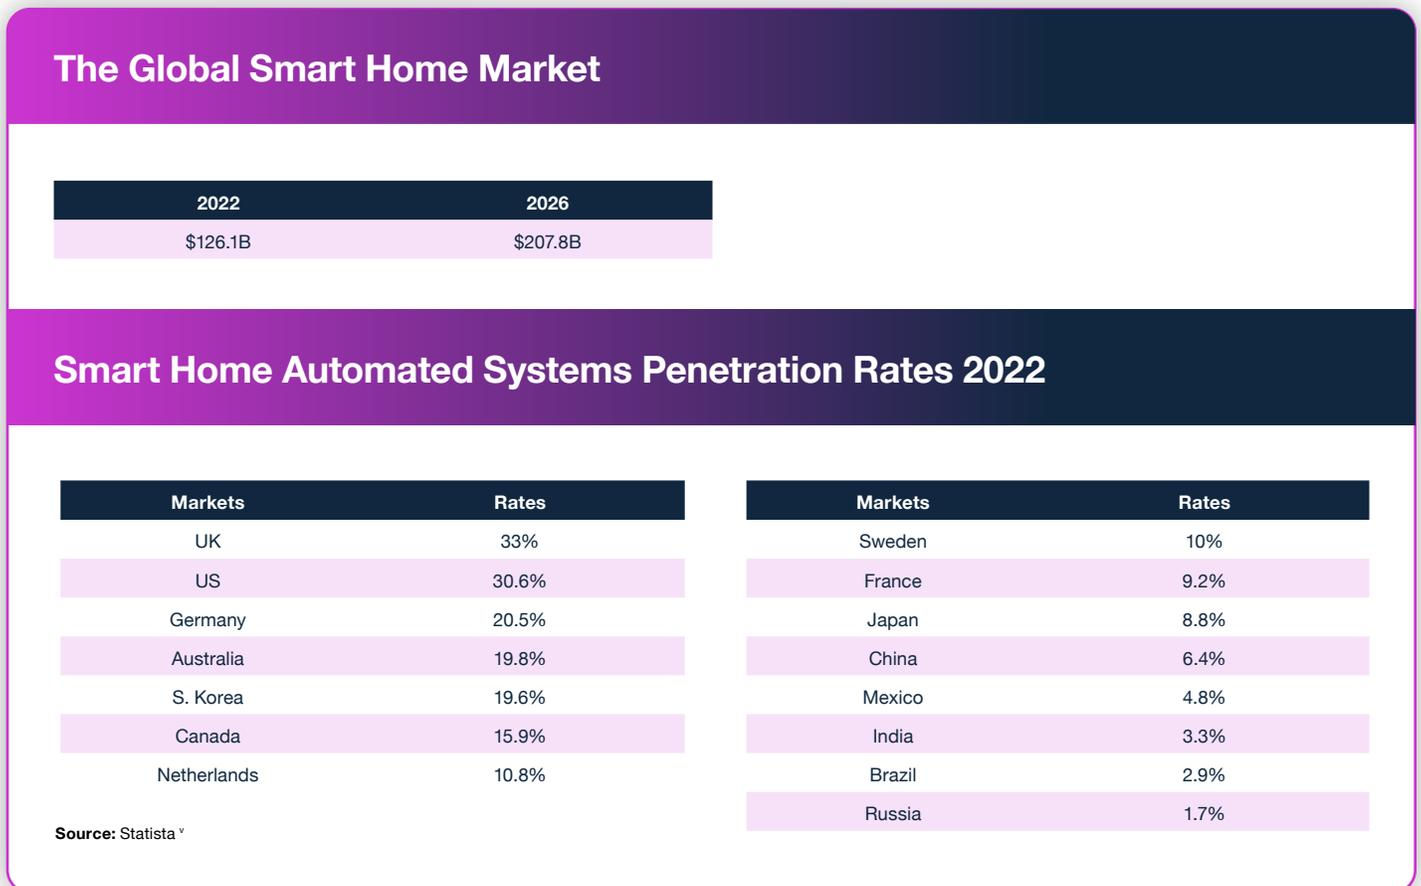 The Global Smart Home Market
2022 2026
$126.1B $207.8B
Smart Home Automated Systems Penetration Rates 2022
Markets Rates
UK 33%
US 30.6%
Germany 20.5%
Australia 19.8%
S. Korea 19.6%
Canada 15.9%
Netherlands 10.8%
Markets Rates
Sweden 10%
France 9.2%
Japan 8.8%
China 6.4%
Mexico 4.8%
India 3.3%
Brazil 2.9%
Russia 1.7%
Source: Statista v